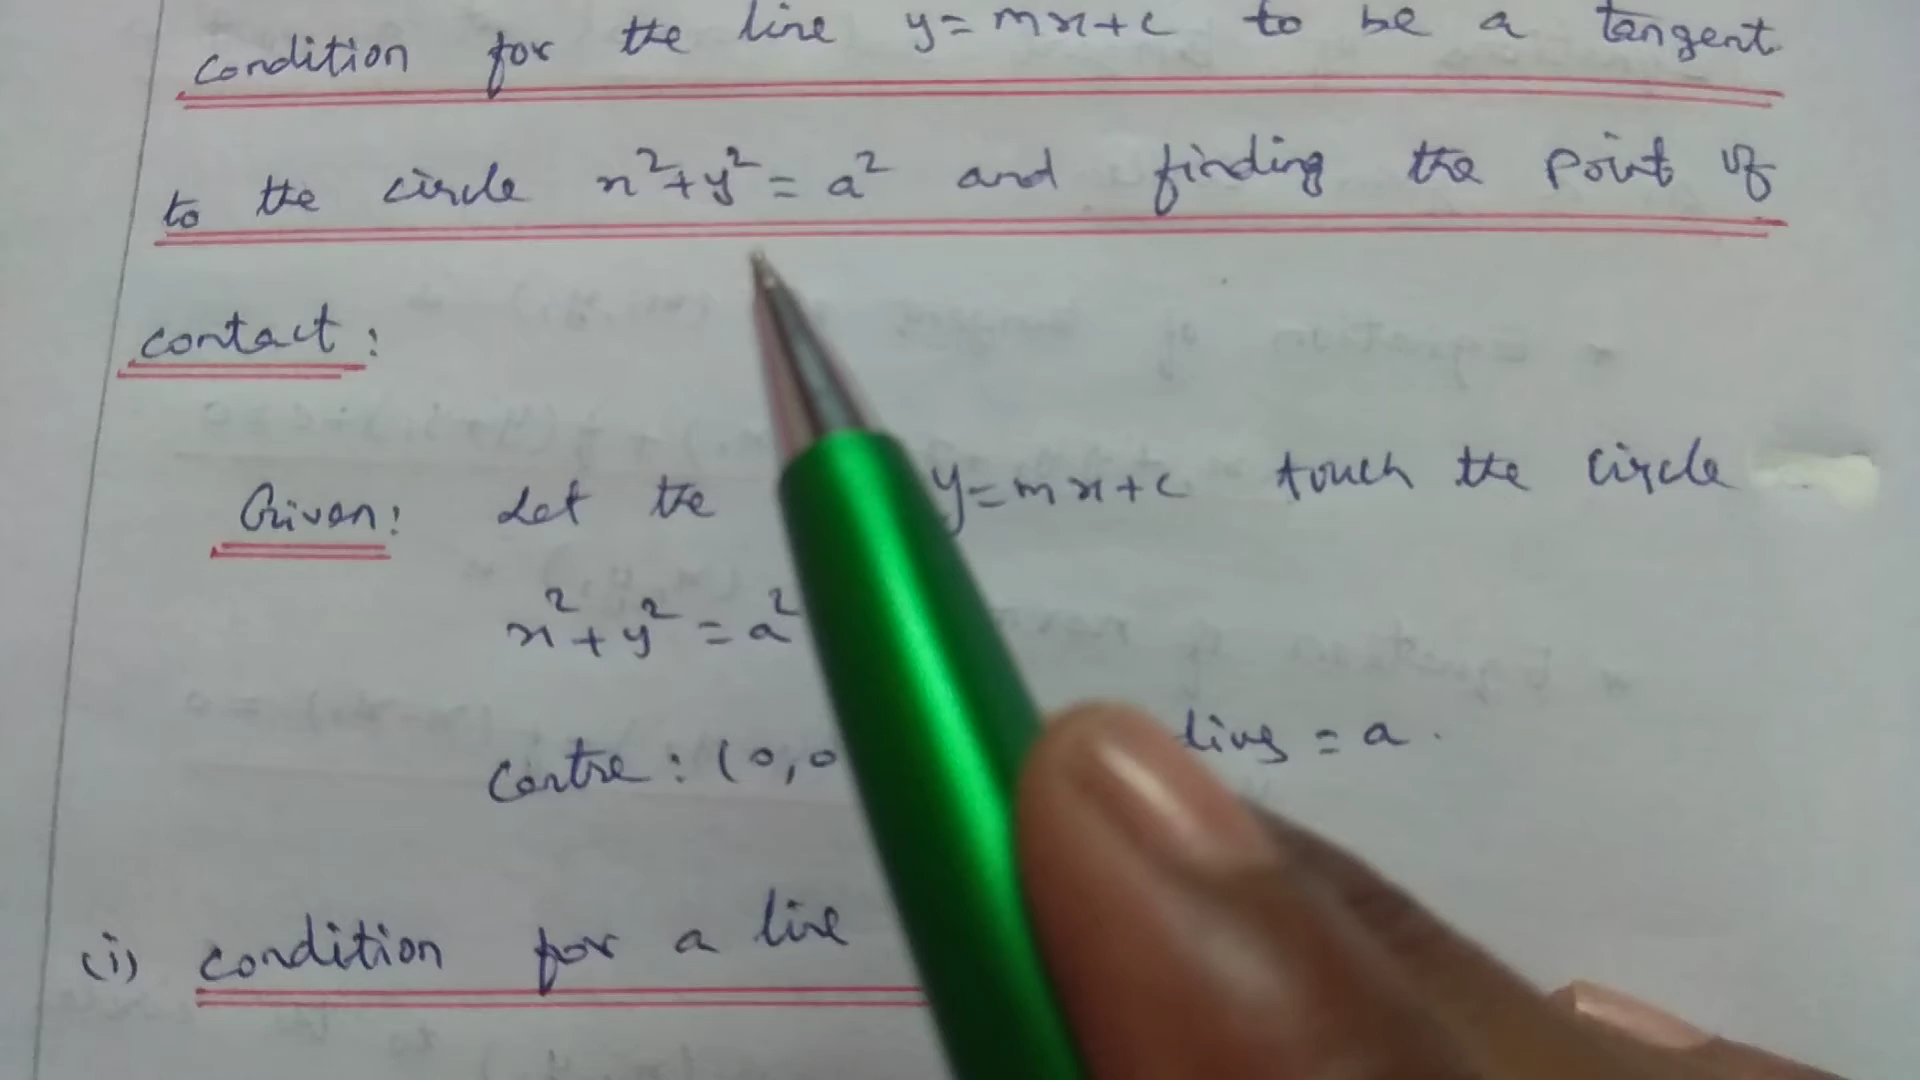 condition for the line y=mx+c to be a tangent
to the circle x²+y²=a² and finding the point of
contact:
Given: Let the y=mx+c touch the circle
x²+y²=a²
Centre: (0,0 =a.
(i) condition for a line